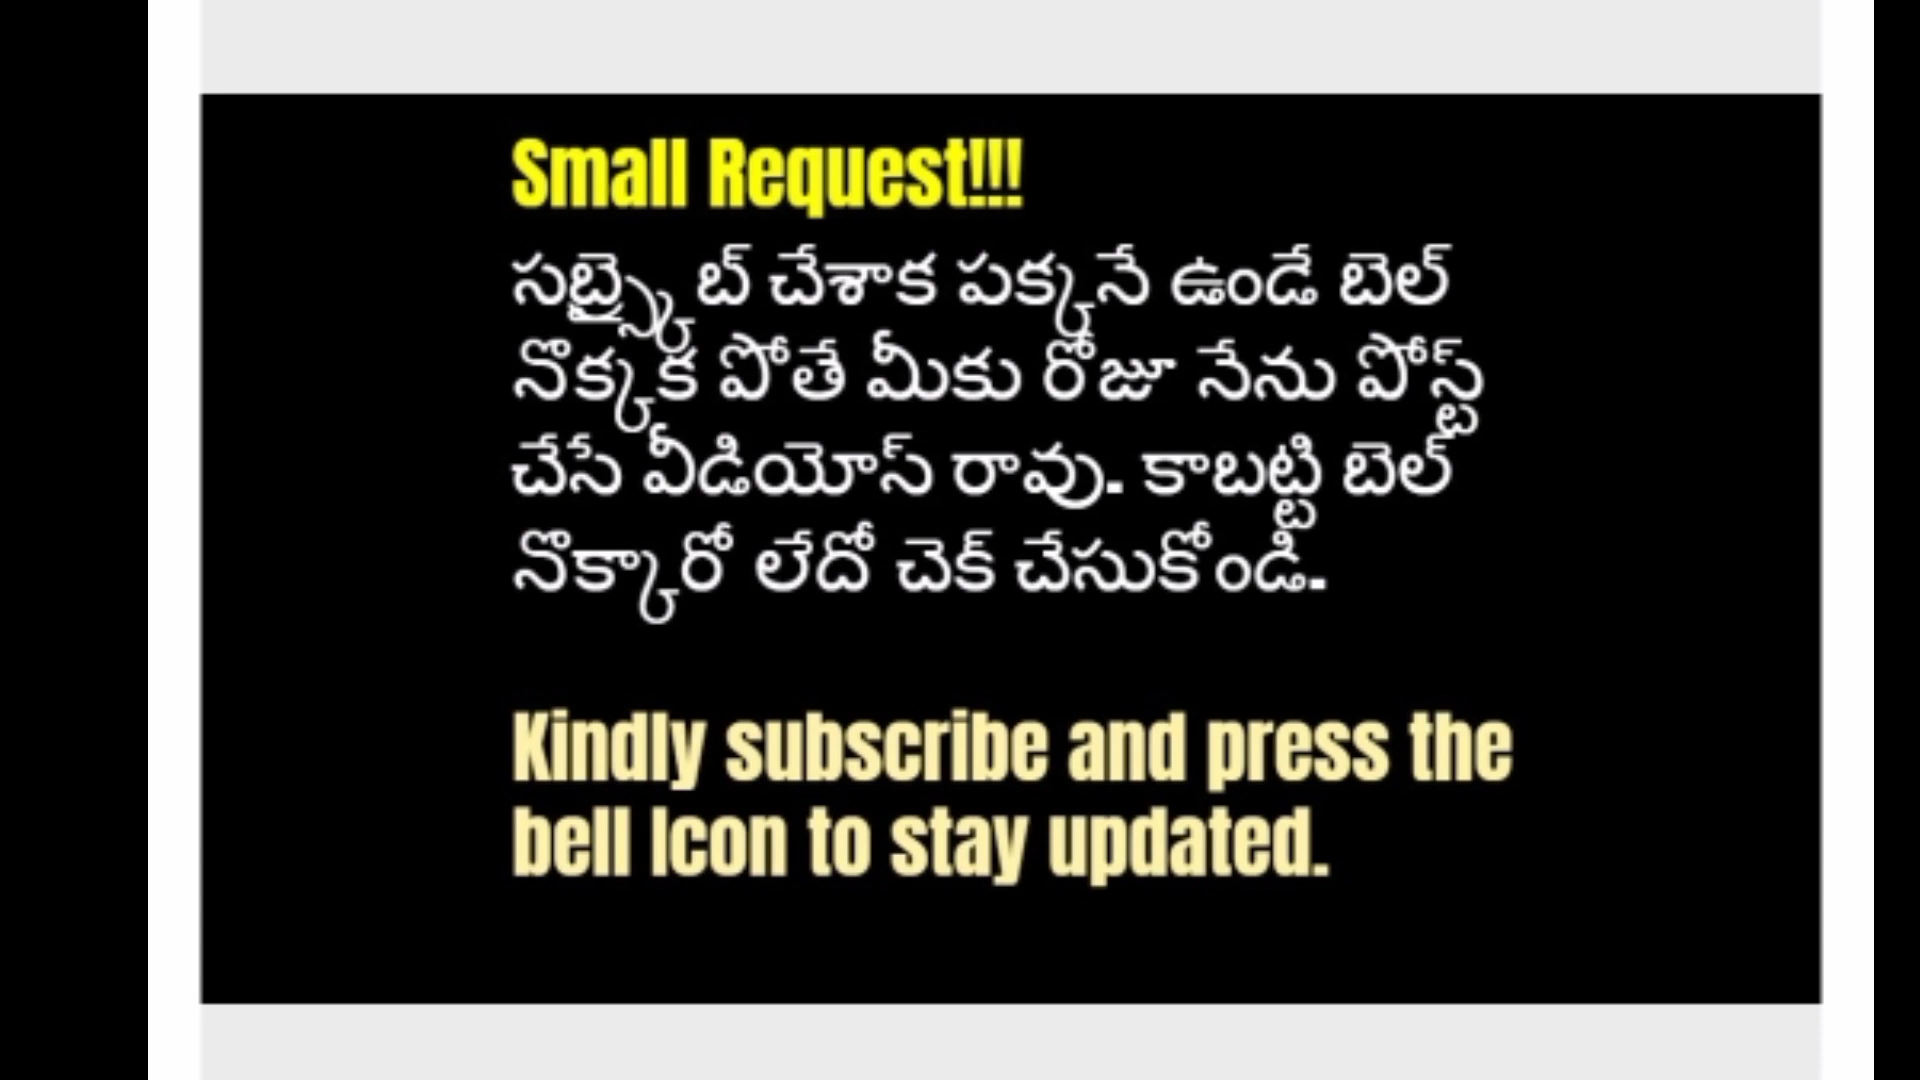 Small Request!!!
సబ్స్క్రైబ్ చేశాక పక్కనే ఉండే బెల్
నొక్కక పోతే మీకు రోజూ నేను పోస్ట్
చేసే వీడియోస్ రావు. కాబట్టి బెల్
నొక్కారో లేదో చెక్ చేసుకోండి.
Kindly subscribe and press the
bell Icon to stay updated.